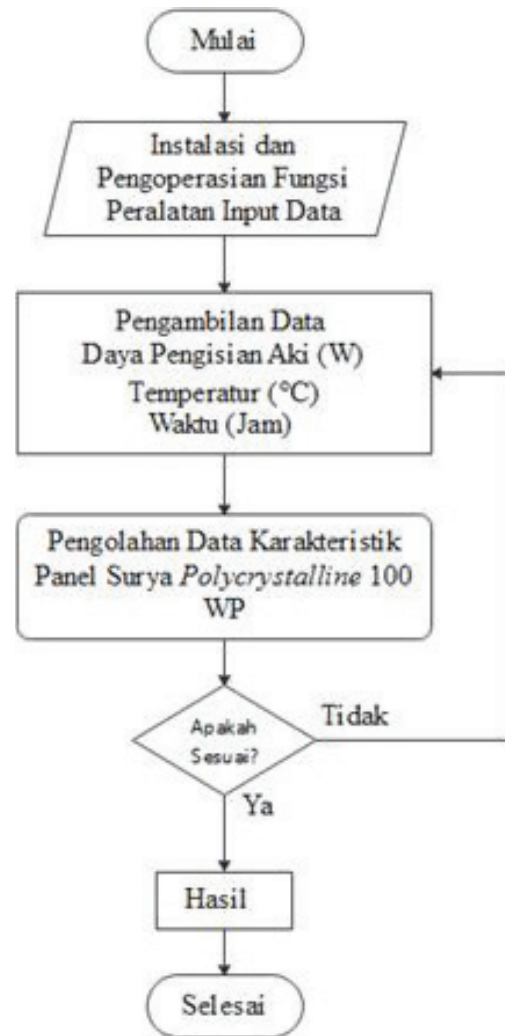 Mulai
Instalasi dan
Pengoperasian Fungsi
Peralatan Input Data
Pengambilan Data
Daya Pengisian Aki (W)
Temperatur (°C)
Waktu (Jam)
Pengolahan Data Karakteristik
Panel Surya Polycrystalline 100
WP
Apakah
Sesuai?
Tidak
Ya
Hasil
Selesai